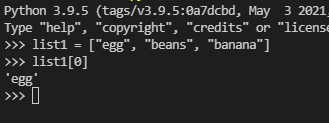 Python 3.9.5 (tags/v3.9.5:0a7dcbd, May  3 2021,
Type "help", "copyright", "credits" or "license
>>> list1 = ["egg", "beans", "banana"]
>>> list1[0]
'egg'
>>>